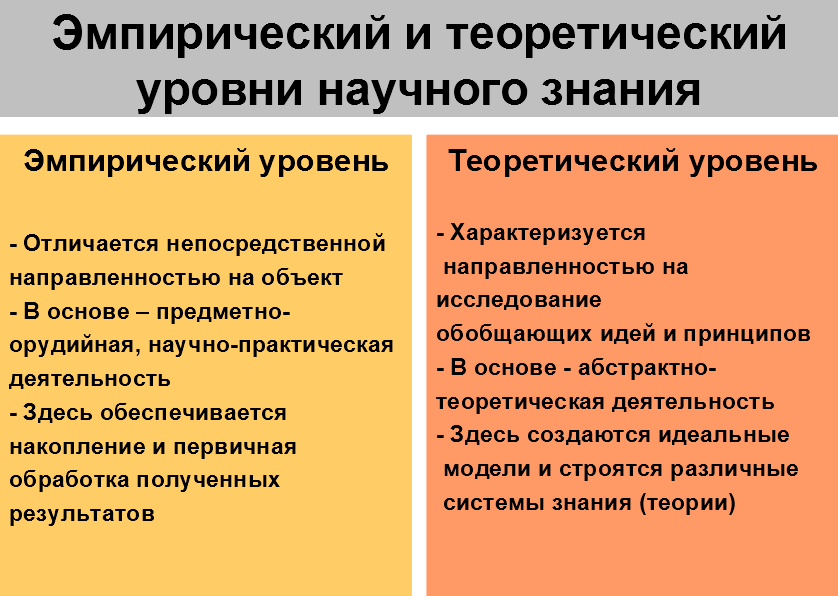 Эмпирический и теоретический
уровни научного знания
Эмпирический уровень
- Отличается непосредственной
направленностью на объект
- В основе – предметно-
орудийная, научно-практическая
деятельность
- Здесь обеспечивается
накопление и первичная
обработка полученных
результатов
Теоретический уровень
- Характеризуется
направленностью на
исследование
обобщающих идей и принципов
- В основе - абстрактно-
теоретическая деятельность
- Здесь создаются идеальные
модели и строятся различные
системы знания (теории)